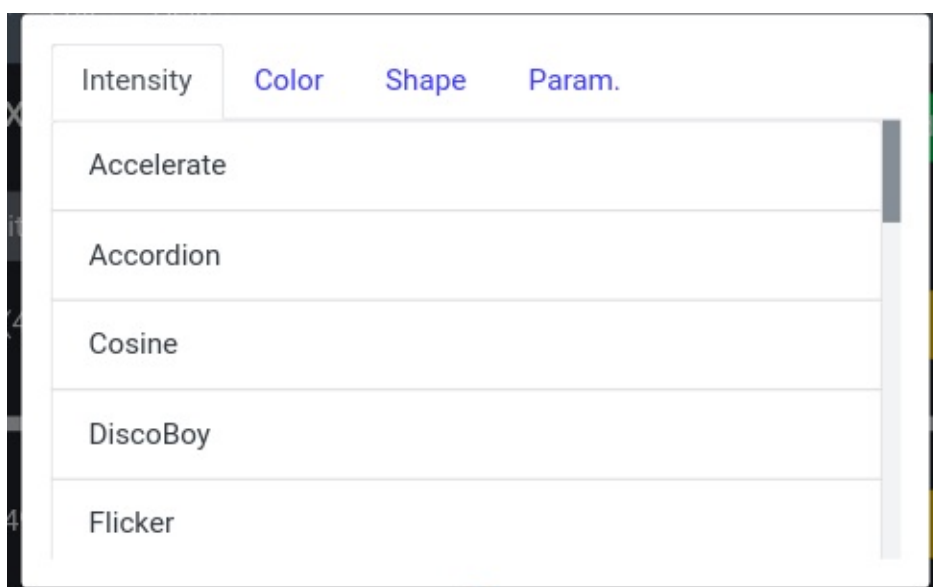 Intensity Color Shape Param.
Accelerate
Accordion
Cosine
DiscoBoy
Flicker